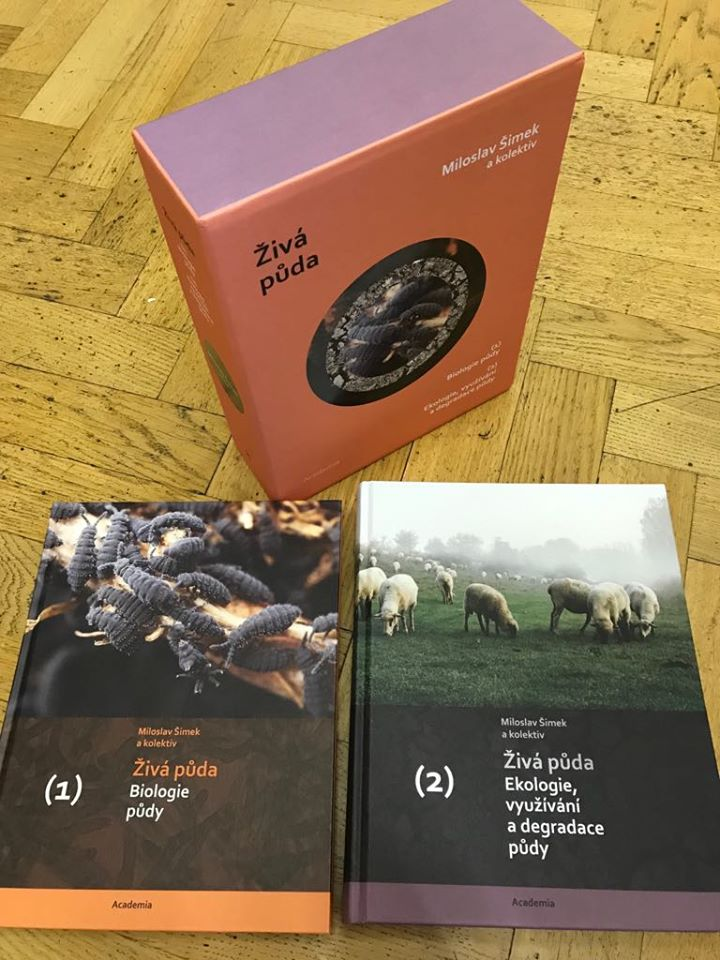 Miloslav Šimek
a kolektiv
Živá
půda
(1)
Biologie půdy
(2)
Ekologie, využívání
a degradace půdy
Academia
Miloslav Šimek
a kolektiv
(1)
Živá půda
Biologie
půdy
Academia
Miloslav Šimek
a kolektiv
(2)
Živá půda
Ekologie,
využívání
a degradace
půdy
Academia